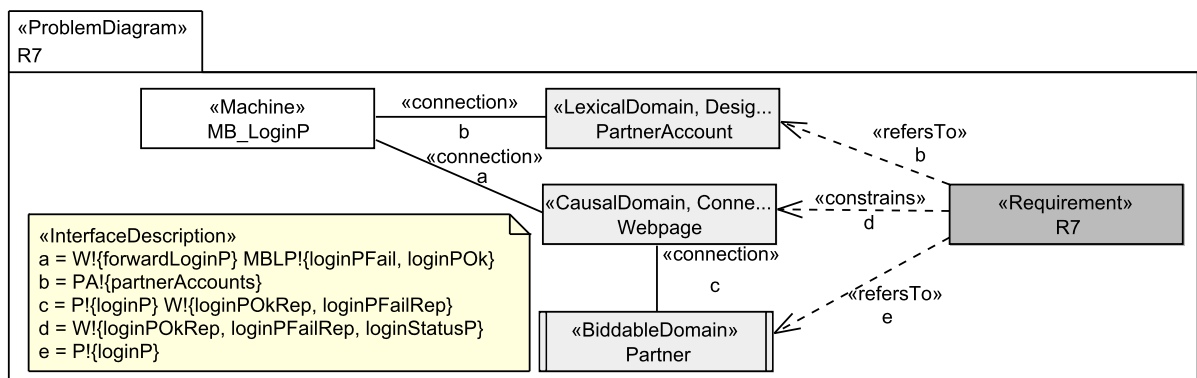 «ProblemDiagram»
R7
«Machine»
MB_LoginP
«connection»
b
«LexicalDomain, Desig...
PartnerAccount
«connection»
a
«refersTo»
b
«CausalDomain, Conne...
Webpage
«constrains»
d
«Requirement»
R7
«connection»
c
«refersTo»
e
«BiddableDomain»
Partner
«InterfaceDescription»
a = W!{forwardLoginP} MBLP!{loginPFail, loginPOk}
b = PA!{partnerAccounts}
c = P!{loginP} W!{loginPOkRep, loginPFailRep}
d = W!{loginPOkRep, loginPFailRep, loginStatusP}
e = P!{loginP}